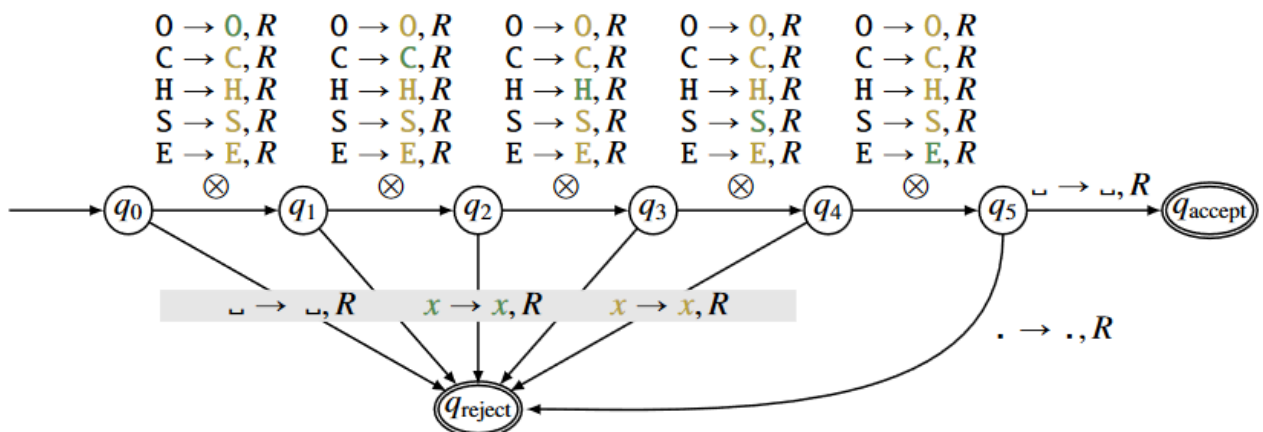 O → O, R O → O, R O → O, R O → O, R O → O, R
C → C, R C → C, R C → C, R C → C, R C → C, R
H → H, R H → H, R H → H, R H → H, R H → H, R
S → S, R S → S, R S → S, R S → S, R S → S, R
E → E, R E → E, R E → E, R E → E, R E → E, R
⊗ ⊗ ⊗ ⊗ ⊗
q0 q1 q2 q3 q4 q5 ␣ → ␣, R qaccept
␣ → ␣, R x → x, R x → x, R
. → ., R
qreject